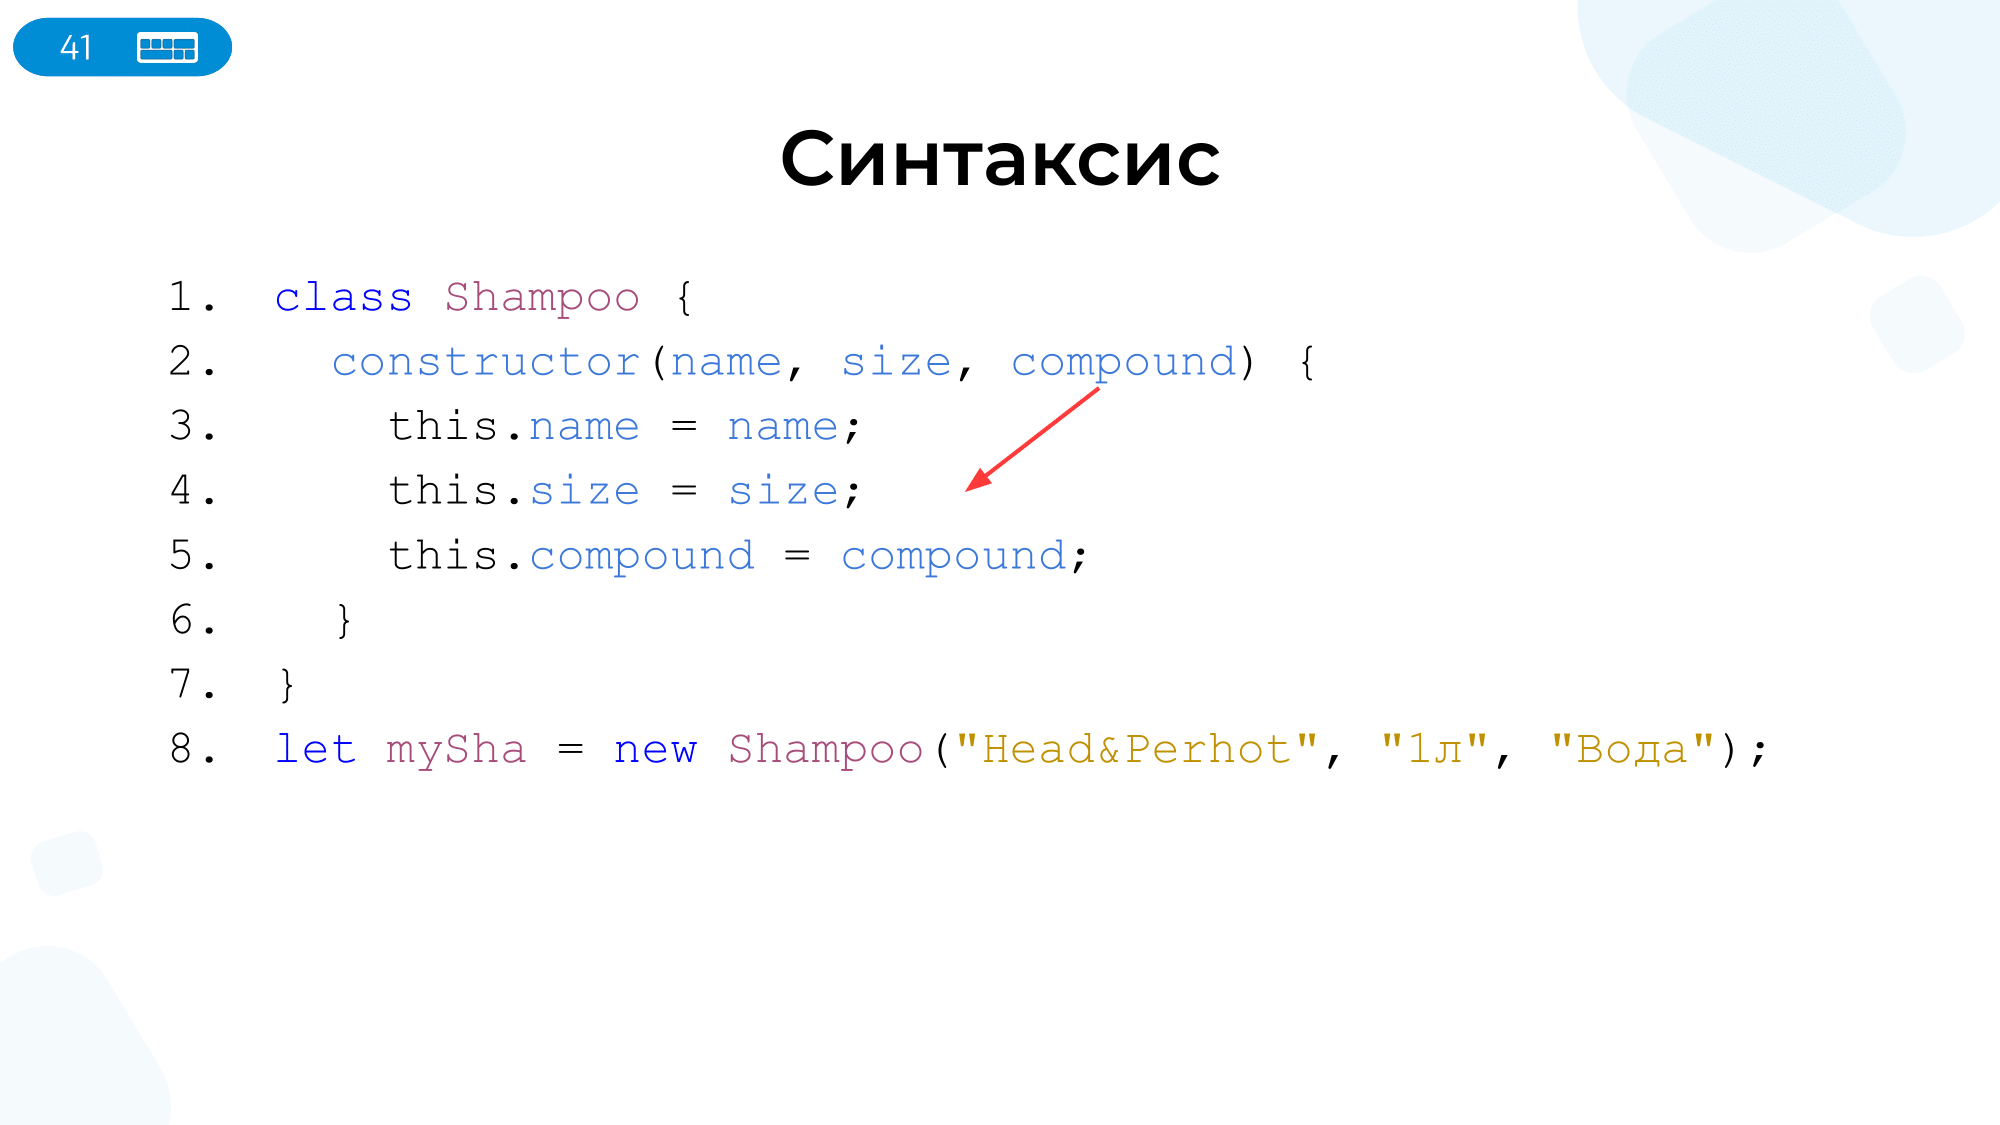 41
Синтаксис
1. class Shampoo {
2.   constructor(name, size, compound) {
3.     this.name = name;
4.     this.size = size;
5.     this.compound = compound;
6.   }
7. }
8. let mySha = new Shampoo("Head&Perhot", "1л", "Вода");